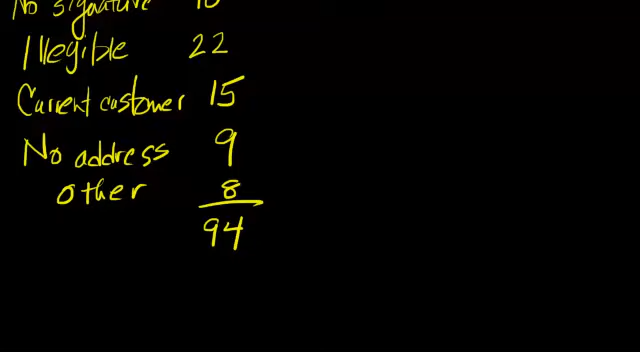 No signature
Illegible 22
Current customer 15
No address 9
other 8
94